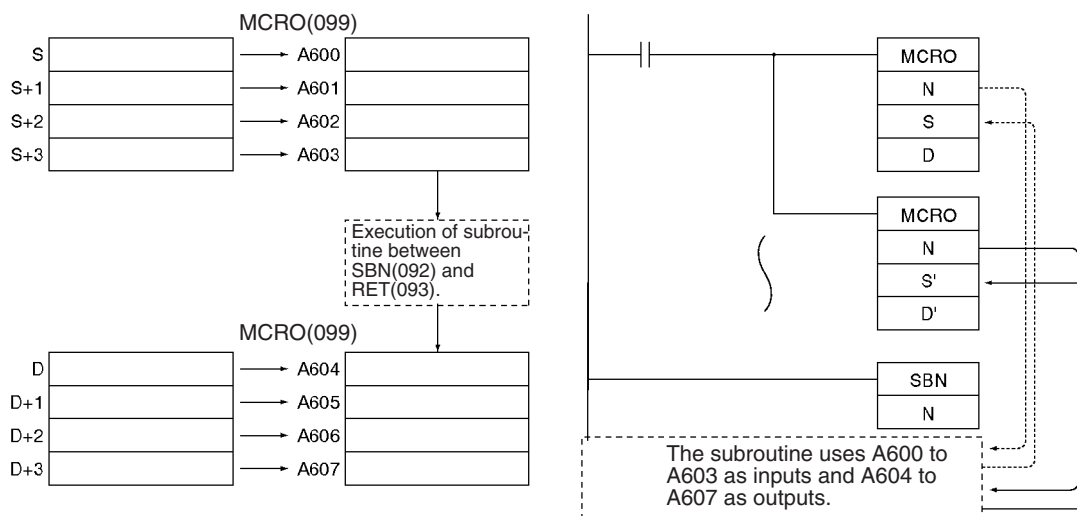 MCRO(099)
S A600
S+1 A601
S+2 A602
S+3 A603
Execution of subrou-
tine between
SBN(092) and
RET(093).
MCRO(099)
D A604
D+1 A605
D+2 A606
D+3 A607
MCRO
N
S
D
MCRO
N
S'
D'
SBN
N
The subroutine uses A600 to
A603 as inputs and A604 to
A607 as outputs.